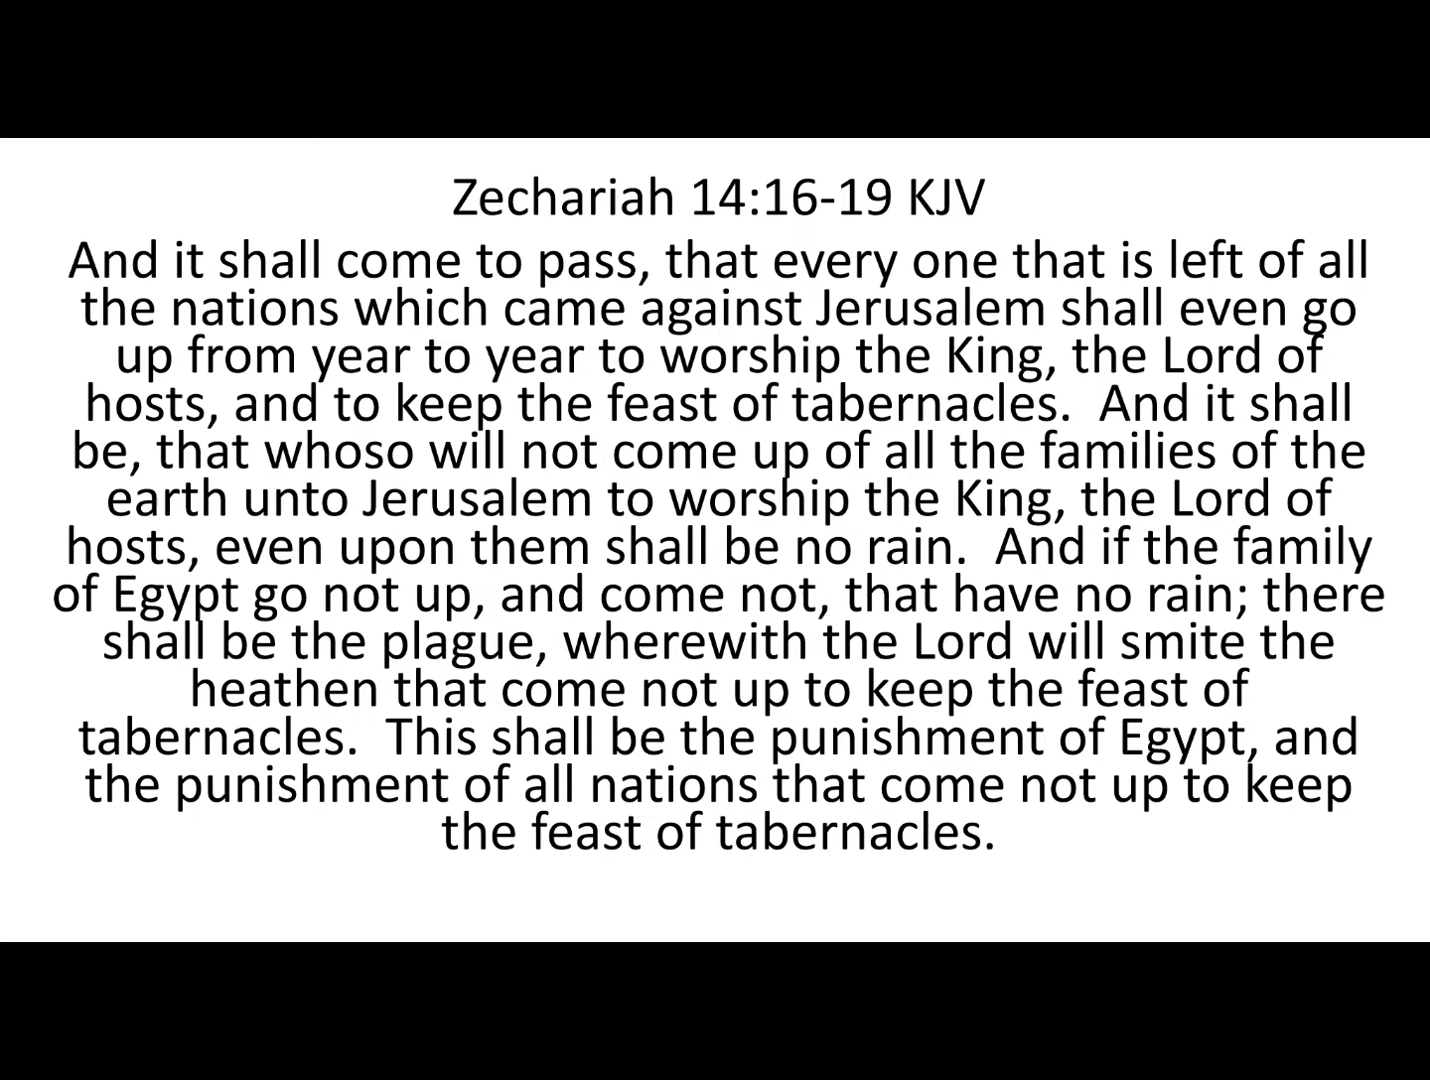 Zechariah 14:16-19 KJV
And it shall come to pass, that every one that is left of all
the nations which came against Jerusalem shall even go
up from year to year to worship the King, the Lord of
hosts, and to keep the feast of tabernacles.  And it shall
be, that whoso will not come up of all the families of the
earth unto Jerusalem to worship the King, the Lord of
hosts, even upon them shall be no rain.  And if the family
of Egypt go not up, and come not, that have no rain; there
shall be the plague, wherewith the Lord will smite the
heathen that come not up to keep the feast of
tabernacles.  This shall be the punishment of Egypt, and
the punishment of all nations that come not up to keep
the feast of tabernacles.